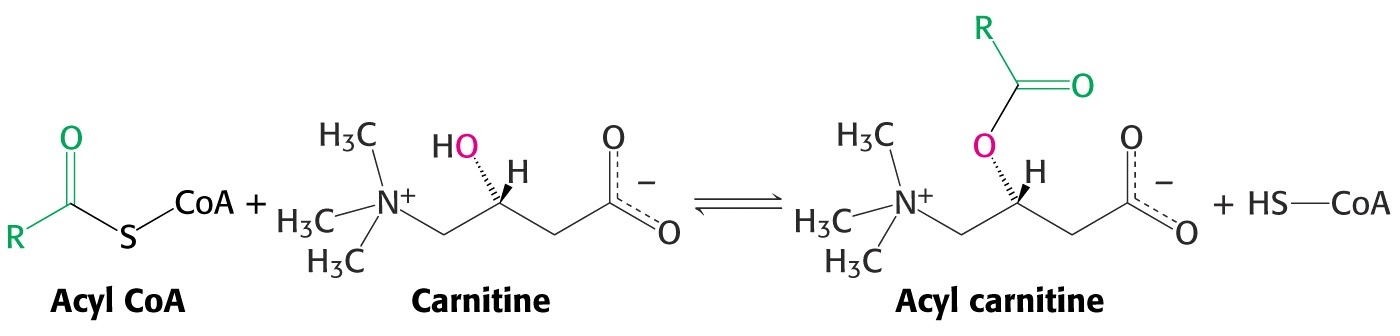 R
O
O
O
H₃C
HO
H
O
−
H₃C
O
H
O
−
R
S
CoA
+
H₃C
N⁺
H₃C
O
H₃C
N⁺
H₃C
O
+
HS—CoA
Acyl CoA
Carnitine
Acyl carnitine